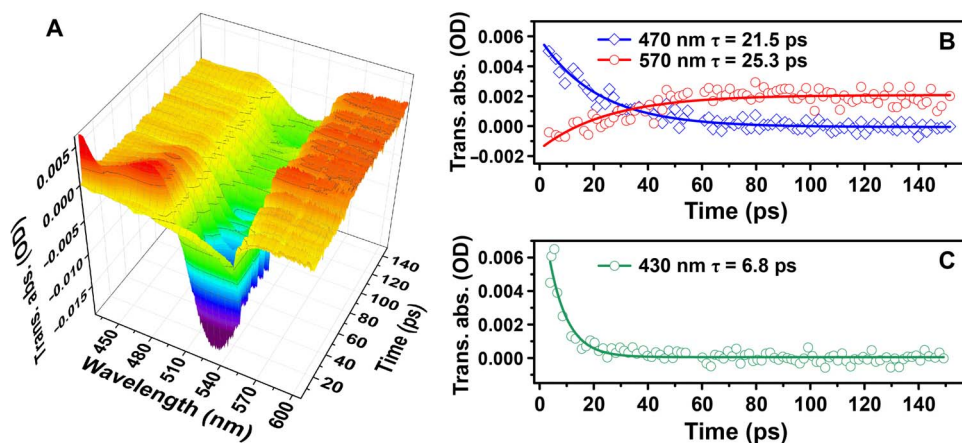 A
0.005
0.000
-0.005
-0.010
-0.015
Trans. abs. (OD)
450
480
510
540
570
600
Wavelength (nm)
20
40
60
80
100
120
140
Time (ps)
B
0.006
0.004
0.002
0.000
-0.002
Trans. abs. (OD)
470 nm τ = 21.5 ps
570 nm τ = 25.3 ps
0 20 40 60 80 100 120 140
Time (ps)
C
0.006
0.004
0.002
0.000
Trans. abs. (OD)
430 nm τ = 6.8 ps
0 20 40 60 80 100 120 140
Time (ps)